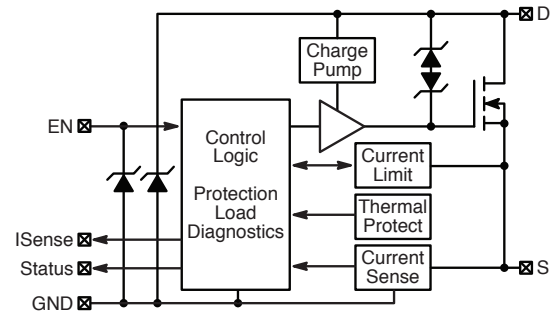 D
Charge
Pump
EN
Control
Logic
Protection
Load
Diagnostics
Current
Limit
Thermal
Protect
ISense
Status
Current
Sense
S
GND